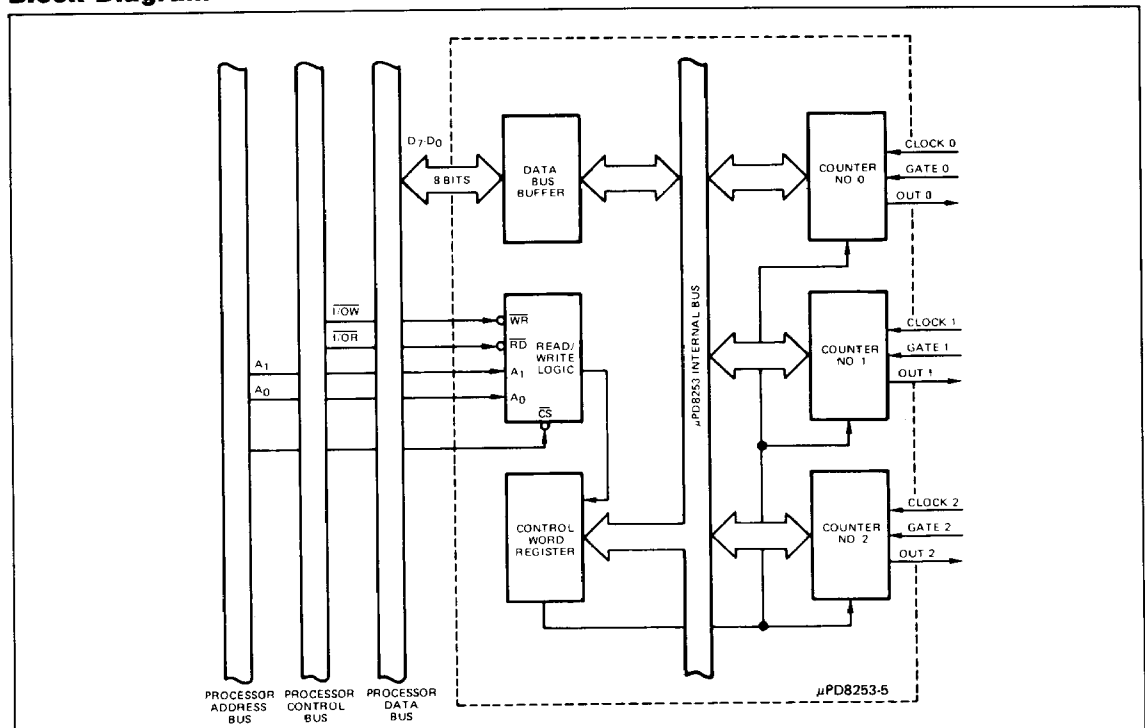 D7-D0
8 BITS
DATA
BUS
BUFFER
COUNTER
NO 0
CLOCK 0
GATE 0
OUT 0
I/OW
I/OR
A1
A0
WR
RD
A1
A0
READ/
WRITE
LOGIC
CS
µPD8253 INTERNAL BUS
COUNTER
NO 1
CLOCK 1
GATE 1
OUT 1
CONTROL
WORD
REGISTER
COUNTER
NO 2
CLOCK 2
GATE 2
OUT 2
PROCESSOR
ADDRESS
BUS
PROCESSOR
CONTROL
BUS
PROCESSOR
DATA
BUS
µPD8253-5